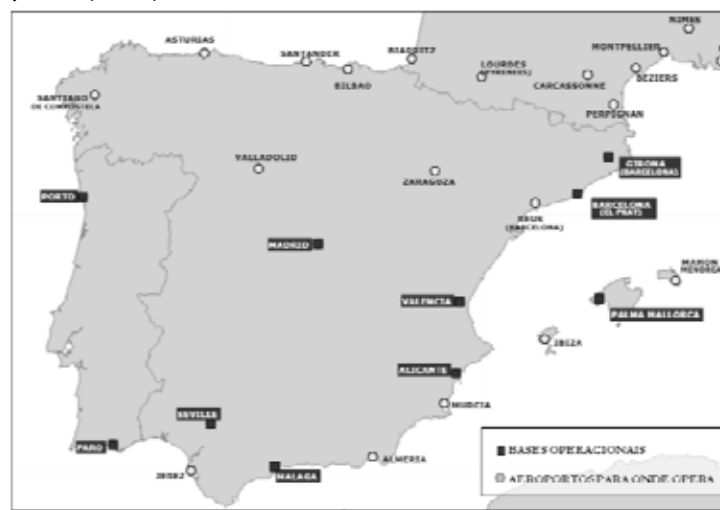 NIMES
ASTURIAS
SANTANDER
BIARRITZ
MONTPELLIER
LOURDES
(PYRENEES)
BEZIERS
BILBAO
CARCASSONNE
SANTIAGO
DE COMPOSTELA
PERPIGNAN
VALLADOLID
GIRONA
(BARCELONA)
ZARAGOZA
PORTO
BARCELONA
(EL PRAT)
REUS
(BARCELONA)
MADRID
MAHON
MENORCA
VALENCIA
PALMA MALLORCA
IBIZA
ALICANTE
MURCIA
SEVILLE
FARO
ALMERIA
JEREZ
MALAGA
BASES OPERACIONAIS
AEROPORTOS PARA ONDE OPERA